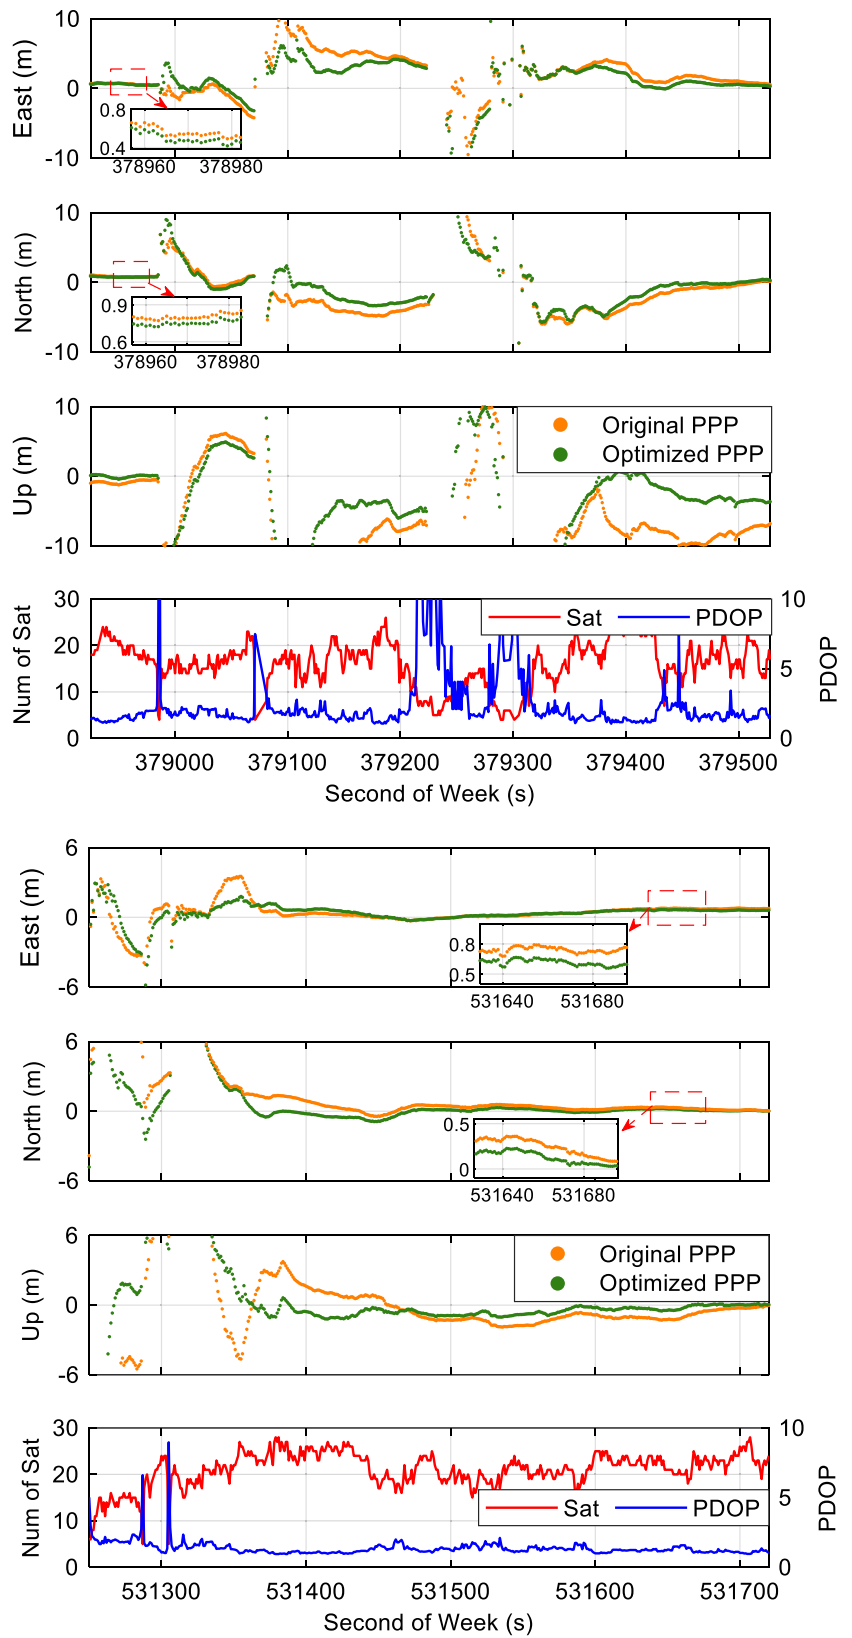 10
East (m)
0
-10
0.8
0.4
378960
378980
10
North (m)
0
-10
0.9
0.6
378960
378980
10
Up (m)
0
-10
Original PPP
Optimized PPP
30
Num of Sat
20
10
0
Sat
PDOP
10
5
0
PDOP
379000
379100
379200
379300
379400
379500
Second of Week (s)
6
East (m)
0
-6
0.8
0.5
531640
531680
6
North (m)
0
-6
0.5
0
531640
531680
6
Up (m)
0
-6
Original PPP
Optimized PPP
30
Num of Sat
20
10
0
Sat
PDOP
10
5
0
PDOP
531300
531400
531500
531600
531700
Second of Week (s)